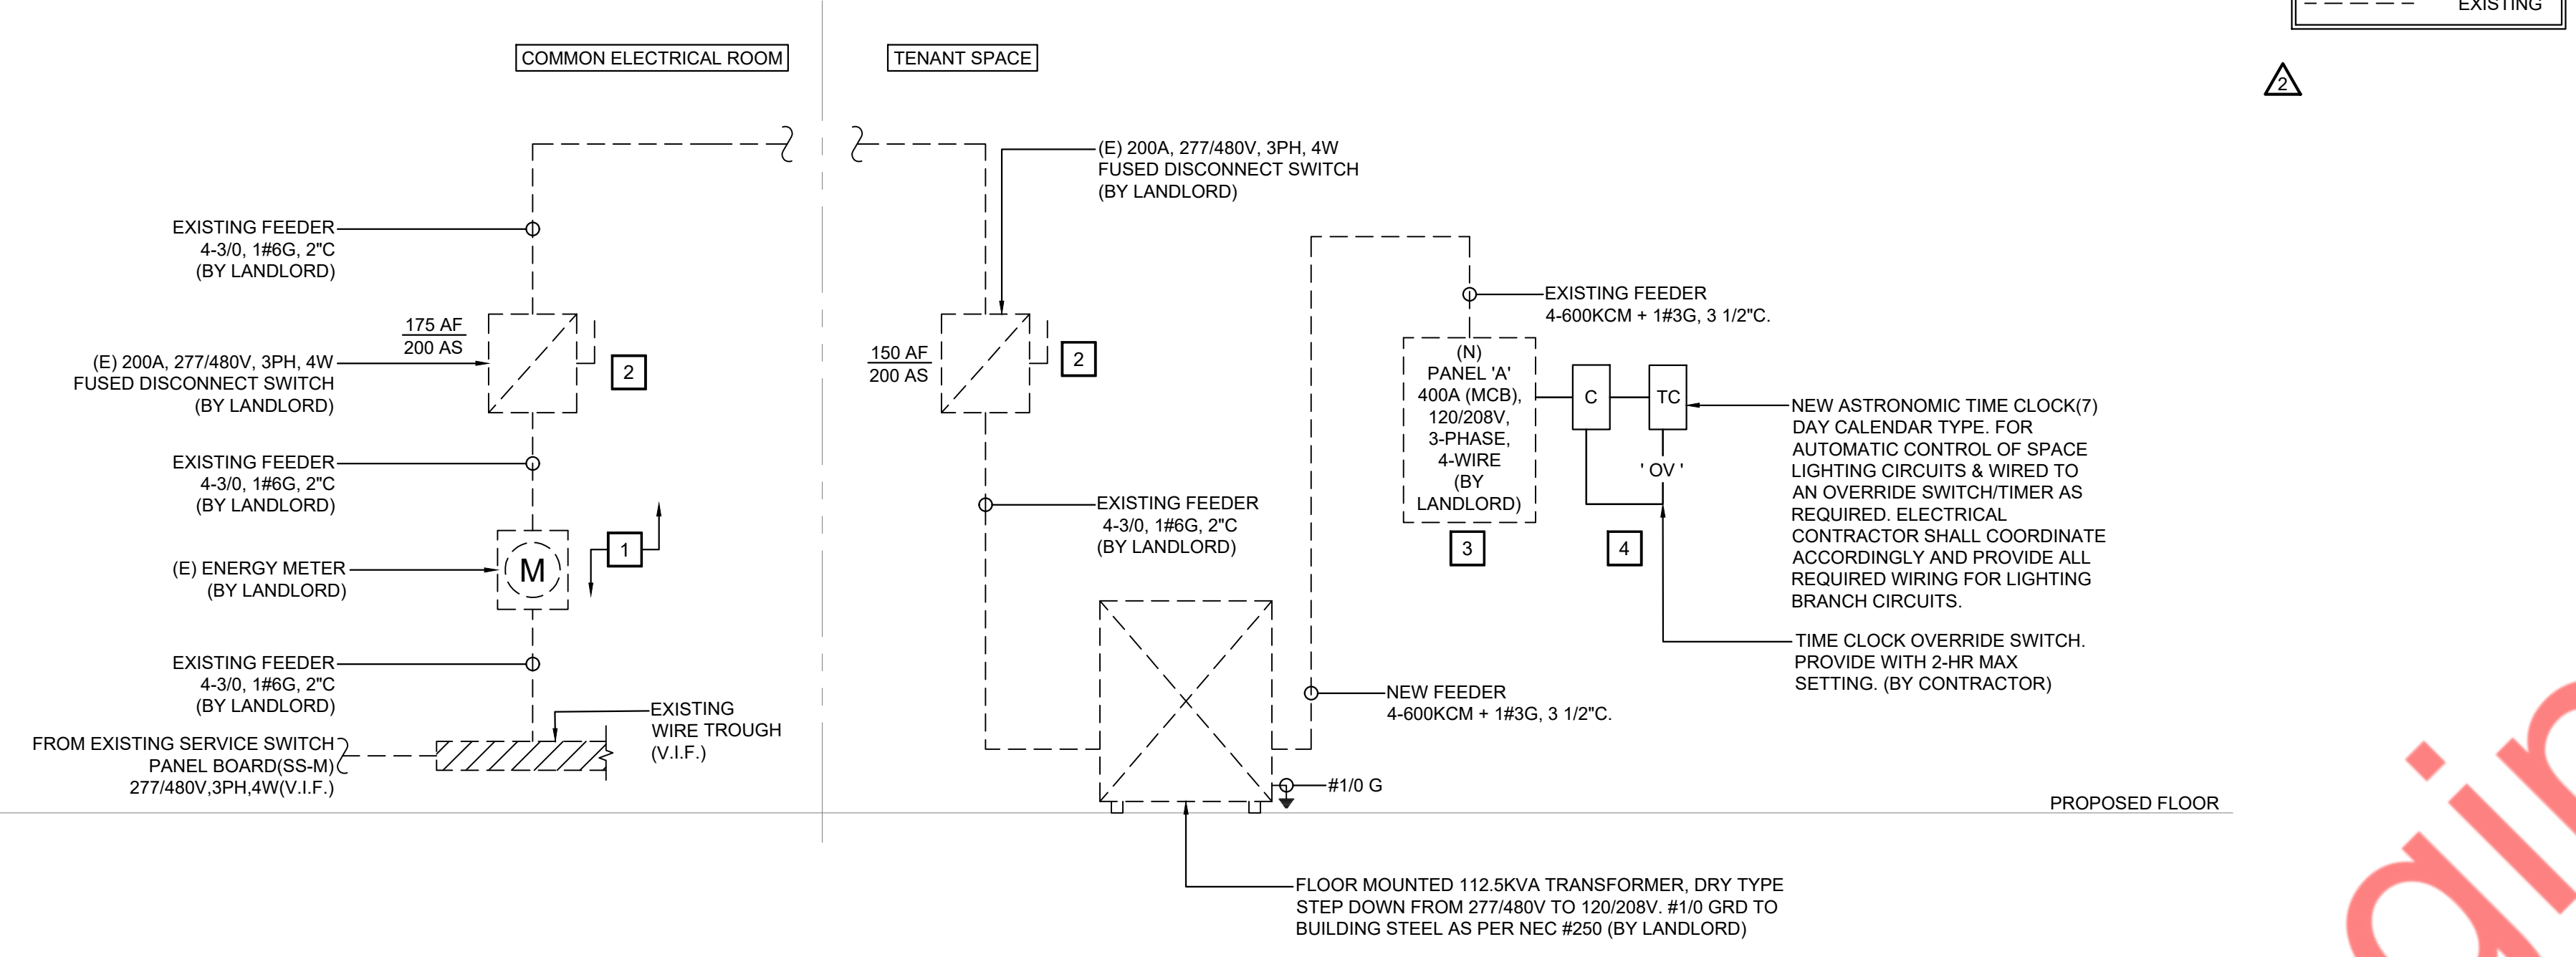 EXISTING
2
COMMON ELECTRICAL ROOM
TENANT SPACE
(E) 200A, 277/480V, 3PH, 4W
FUSED DISCONNECT SWITCH
(BY LANDLORD)
EXISTING FEEDER
4-3/0, 1#6G, 2"C
(BY LANDLORD)
175 AF
200 AS
(E) 200A, 277/480V, 3PH, 4W
FUSED DISCONNECT SWITCH
(BY LANDLORD)
2
EXISTING FEEDER
4-3/0, 1#6G, 2"C
(BY LANDLORD)
1
M
(E) ENERGY METER
(BY LANDLORD)
EXISTING FEEDER
4-3/0, 1#6G, 2"C
(BY LANDLORD)
EXISTING
WIRE TROUGH
(V.I.F.)
FROM EXISTING SERVICE SWITCH
PANEL BOARD(SS-M)
277/480V,3PH,4W(V.I.F.)
150 AF
200 AS
2
EXISTING FEEDER
4-3/0, 1#6G, 2"C
(BY LANDLORD)
EXISTING FEEDER
4-600KCM + 1#3G, 3 1/2"C.
(N)
PANEL 'A'
400A (MCB),
120/208V,
3-PHASE,
4-WIRE
(BY
LANDLORD)
3
C
TC
' OV '
4
NEW ASTRONOMIC TIME CLOCK(7)
DAY CALENDAR TYPE. FOR
AUTOMATIC CONTROL OF SPACE
LIGHTING CIRCUITS & WIRED TO
AN OVERRIDE SWITCH/TIMER AS
REQUIRED. ELECTRICAL
CONTRACTOR SHALL COORDINATE
ACCORDINGLY AND PROVIDE ALL
REQUIRED WIRING FOR LIGHTING
BRANCH CIRCUITS.
TIME CLOCK OVERRIDE SWITCH.
PROVIDE WITH 2-HR MAX
SETTING. (BY CONTRACTOR)
NEW FEEDER
4-600KCM + 1#3G, 3 1/2"C.
#1/0 G
PROPOSED FLOOR
FLOOR MOUNTED 112.5KVA TRANSFORMER, DRY TYPE
STEP DOWN FROM 277/480V TO 120/208V. #1/0 GRD TO
BUILDING STEEL AS PER NEC #250 (BY LANDLORD)